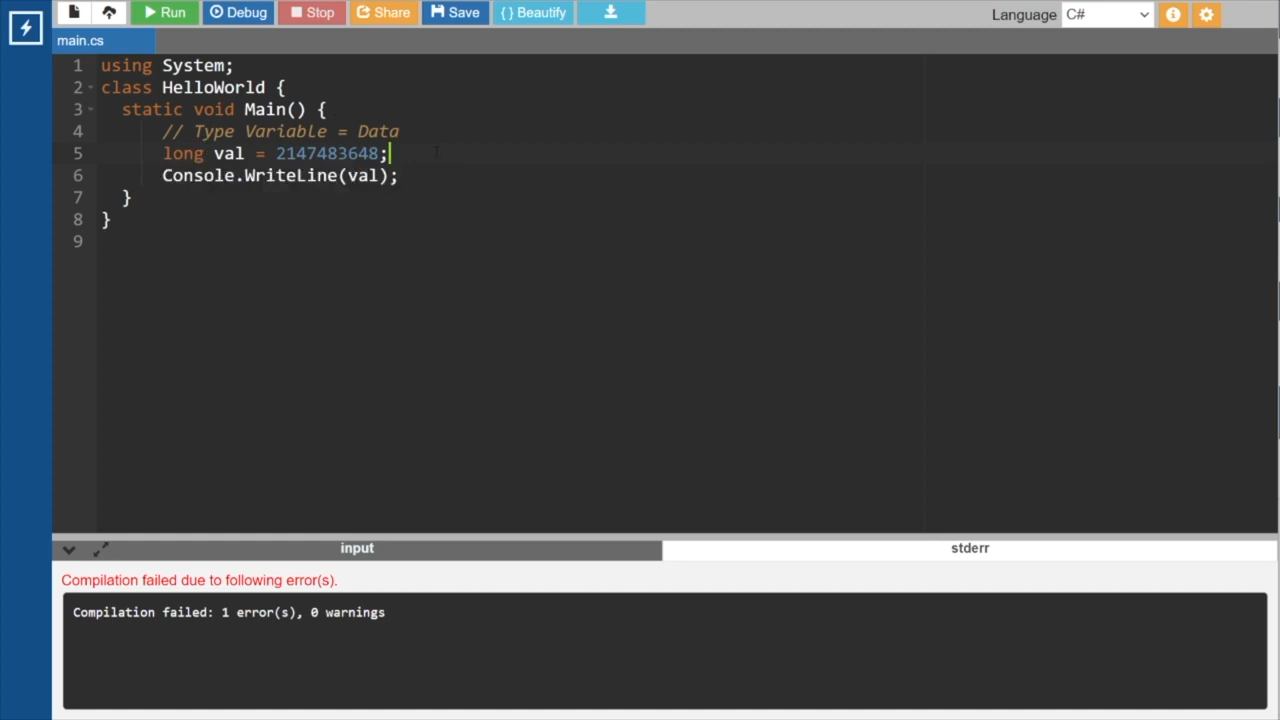 Run Debug Stop Share Save { } Beautify Language C#
main.cs
1 using System;
2 class HelloWorld {
3 static void Main() {
4 // Type Variable = Data
5 long val = 2147483648;
6 Console.WriteLine(val);
7 }
8 }
9
input stderr
Compilation failed due to following error(s).
Compilation failed: 1 error(s), 0 warnings